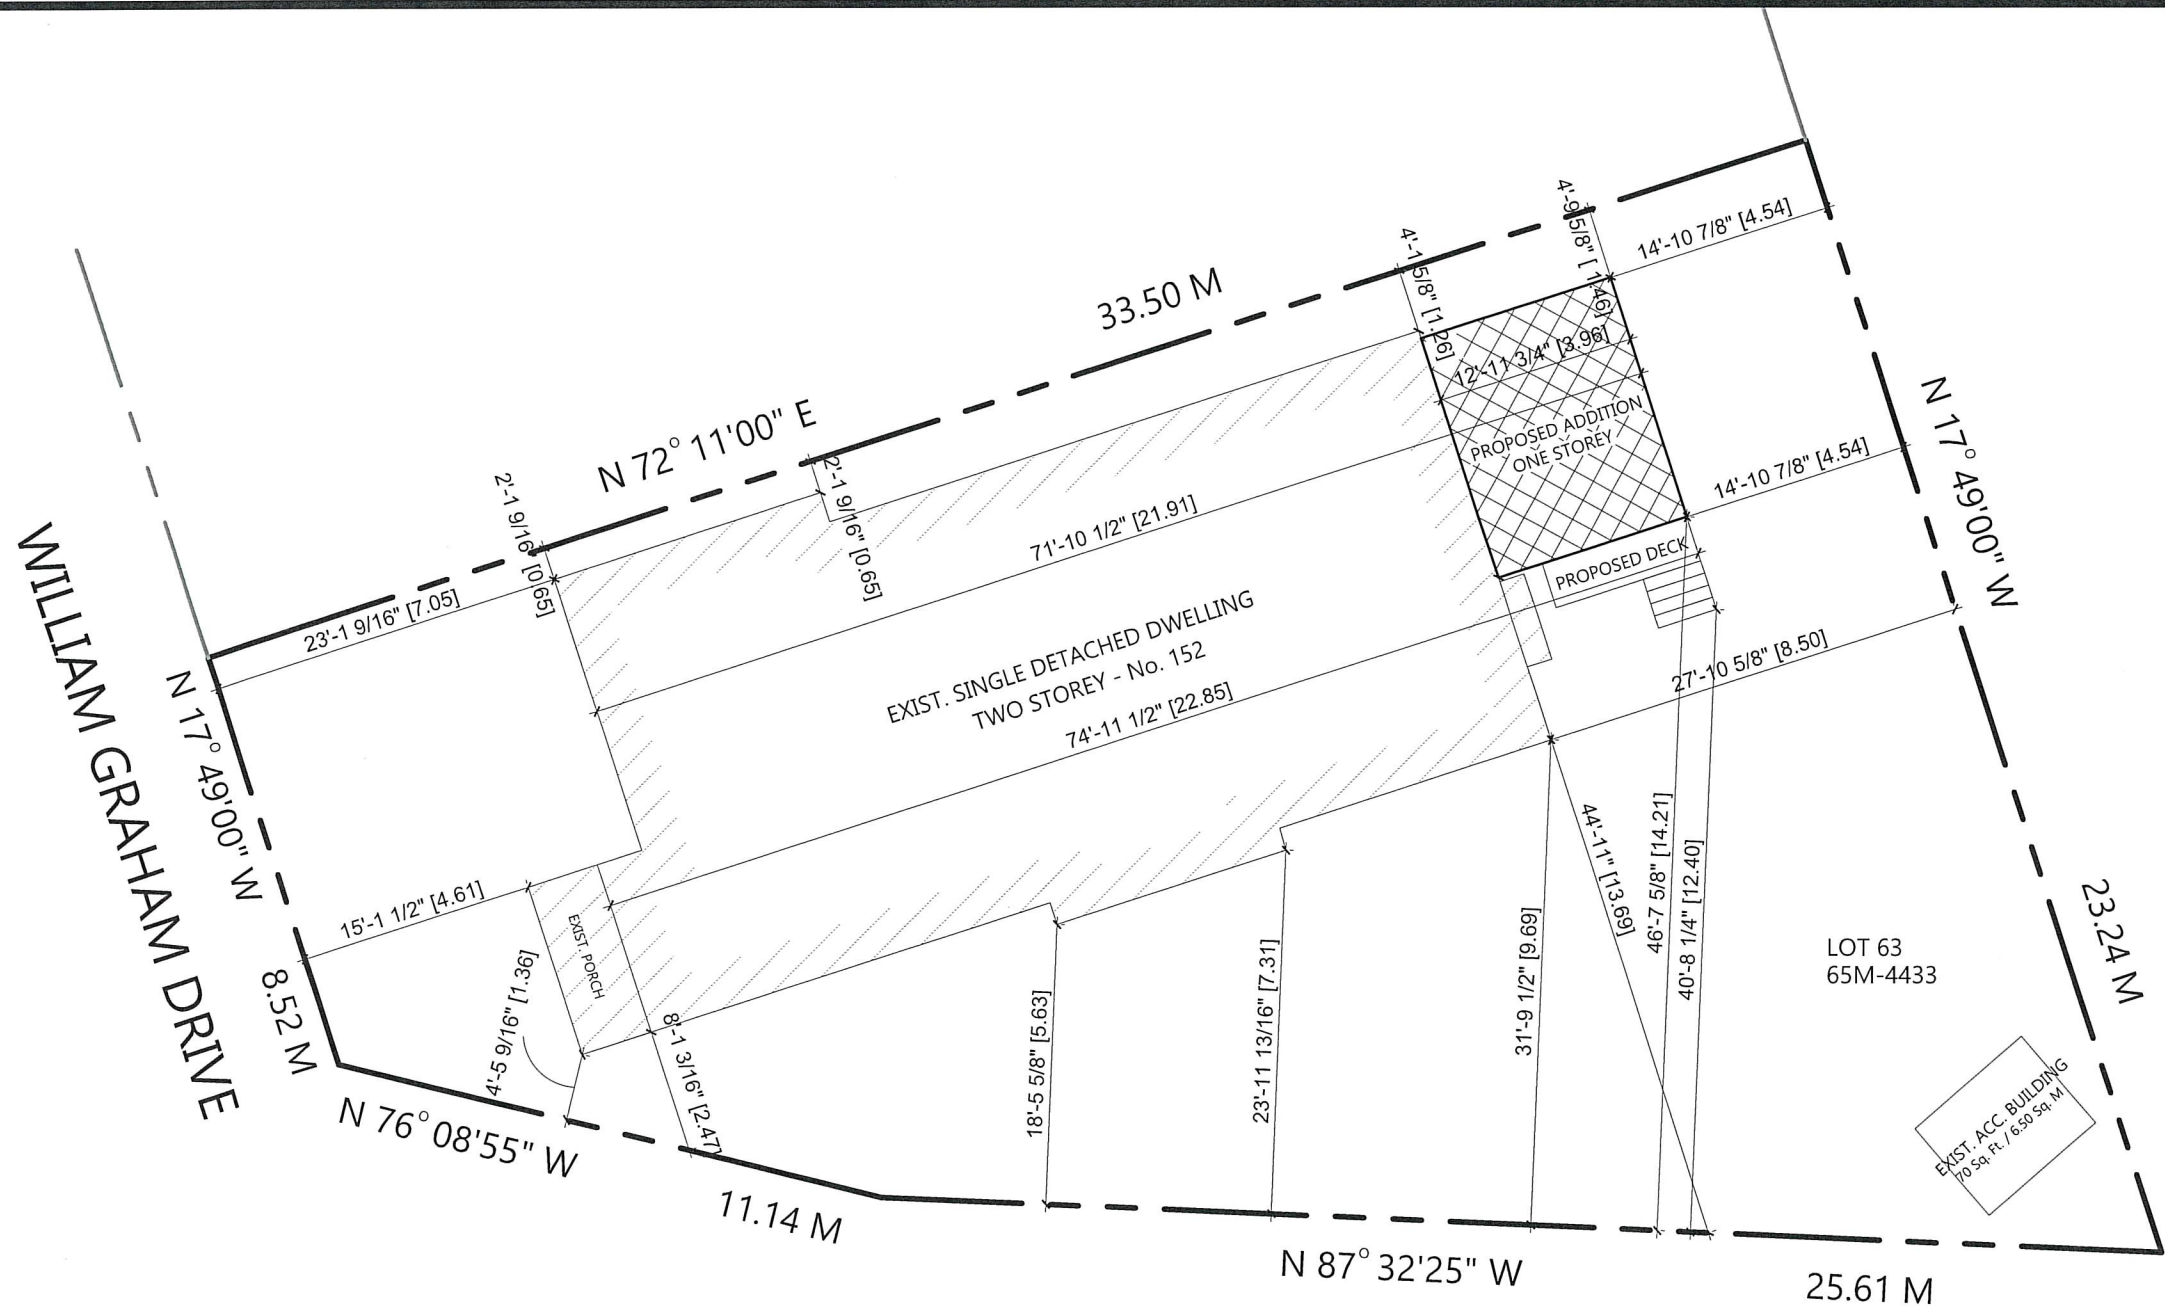 4'-9 5/8" [1.46]
14'-10 7/8" [4.54]
4'-1 5/8" [1.26]
33.50 M
12'-11 3/4" [3.96]
N 72° 11'00" E
PROPOSED ADDITION
ONE STOREY
N 17° 49'00" W
14'-10 7/8" [4.54]
2'-1 9/16" [0.65]
2'-1 9/16" [0.65]
71'-10 1/2" [21.91]
PROPOSED DECK
WILLIAM GRAHAM DRIVE
23'-1 9/16" [7.05]
EXIST. SINGLE DETACHED DWELLING
TWO STOREY - No. 152
27'-10 5/8" [8.50]
74'-11 1/2" [22.85]
N 17° 49'00" W
15'-1 1/2" [4.61]
EXIST. PORCH
44'-11" [13.69]
46'-7 5/8" [14.21]
40'-8 1/4" [12.40]
23.24 M
LOT 63
65M-4433
8.52 M
4'-5 9/16" [1.36]
8'-1 3/16" [2.47]
18'-5 5/8" [5.63]
23'-11 13/16" [7.31]
31'-9 1/2" [9.69]
EXIST. ACC. BUILDING
70 Sq. Ft. / 6.50 Sq. M
N 76° 08'55" W
11.14 M
N 87° 32'25" W
25.61 M